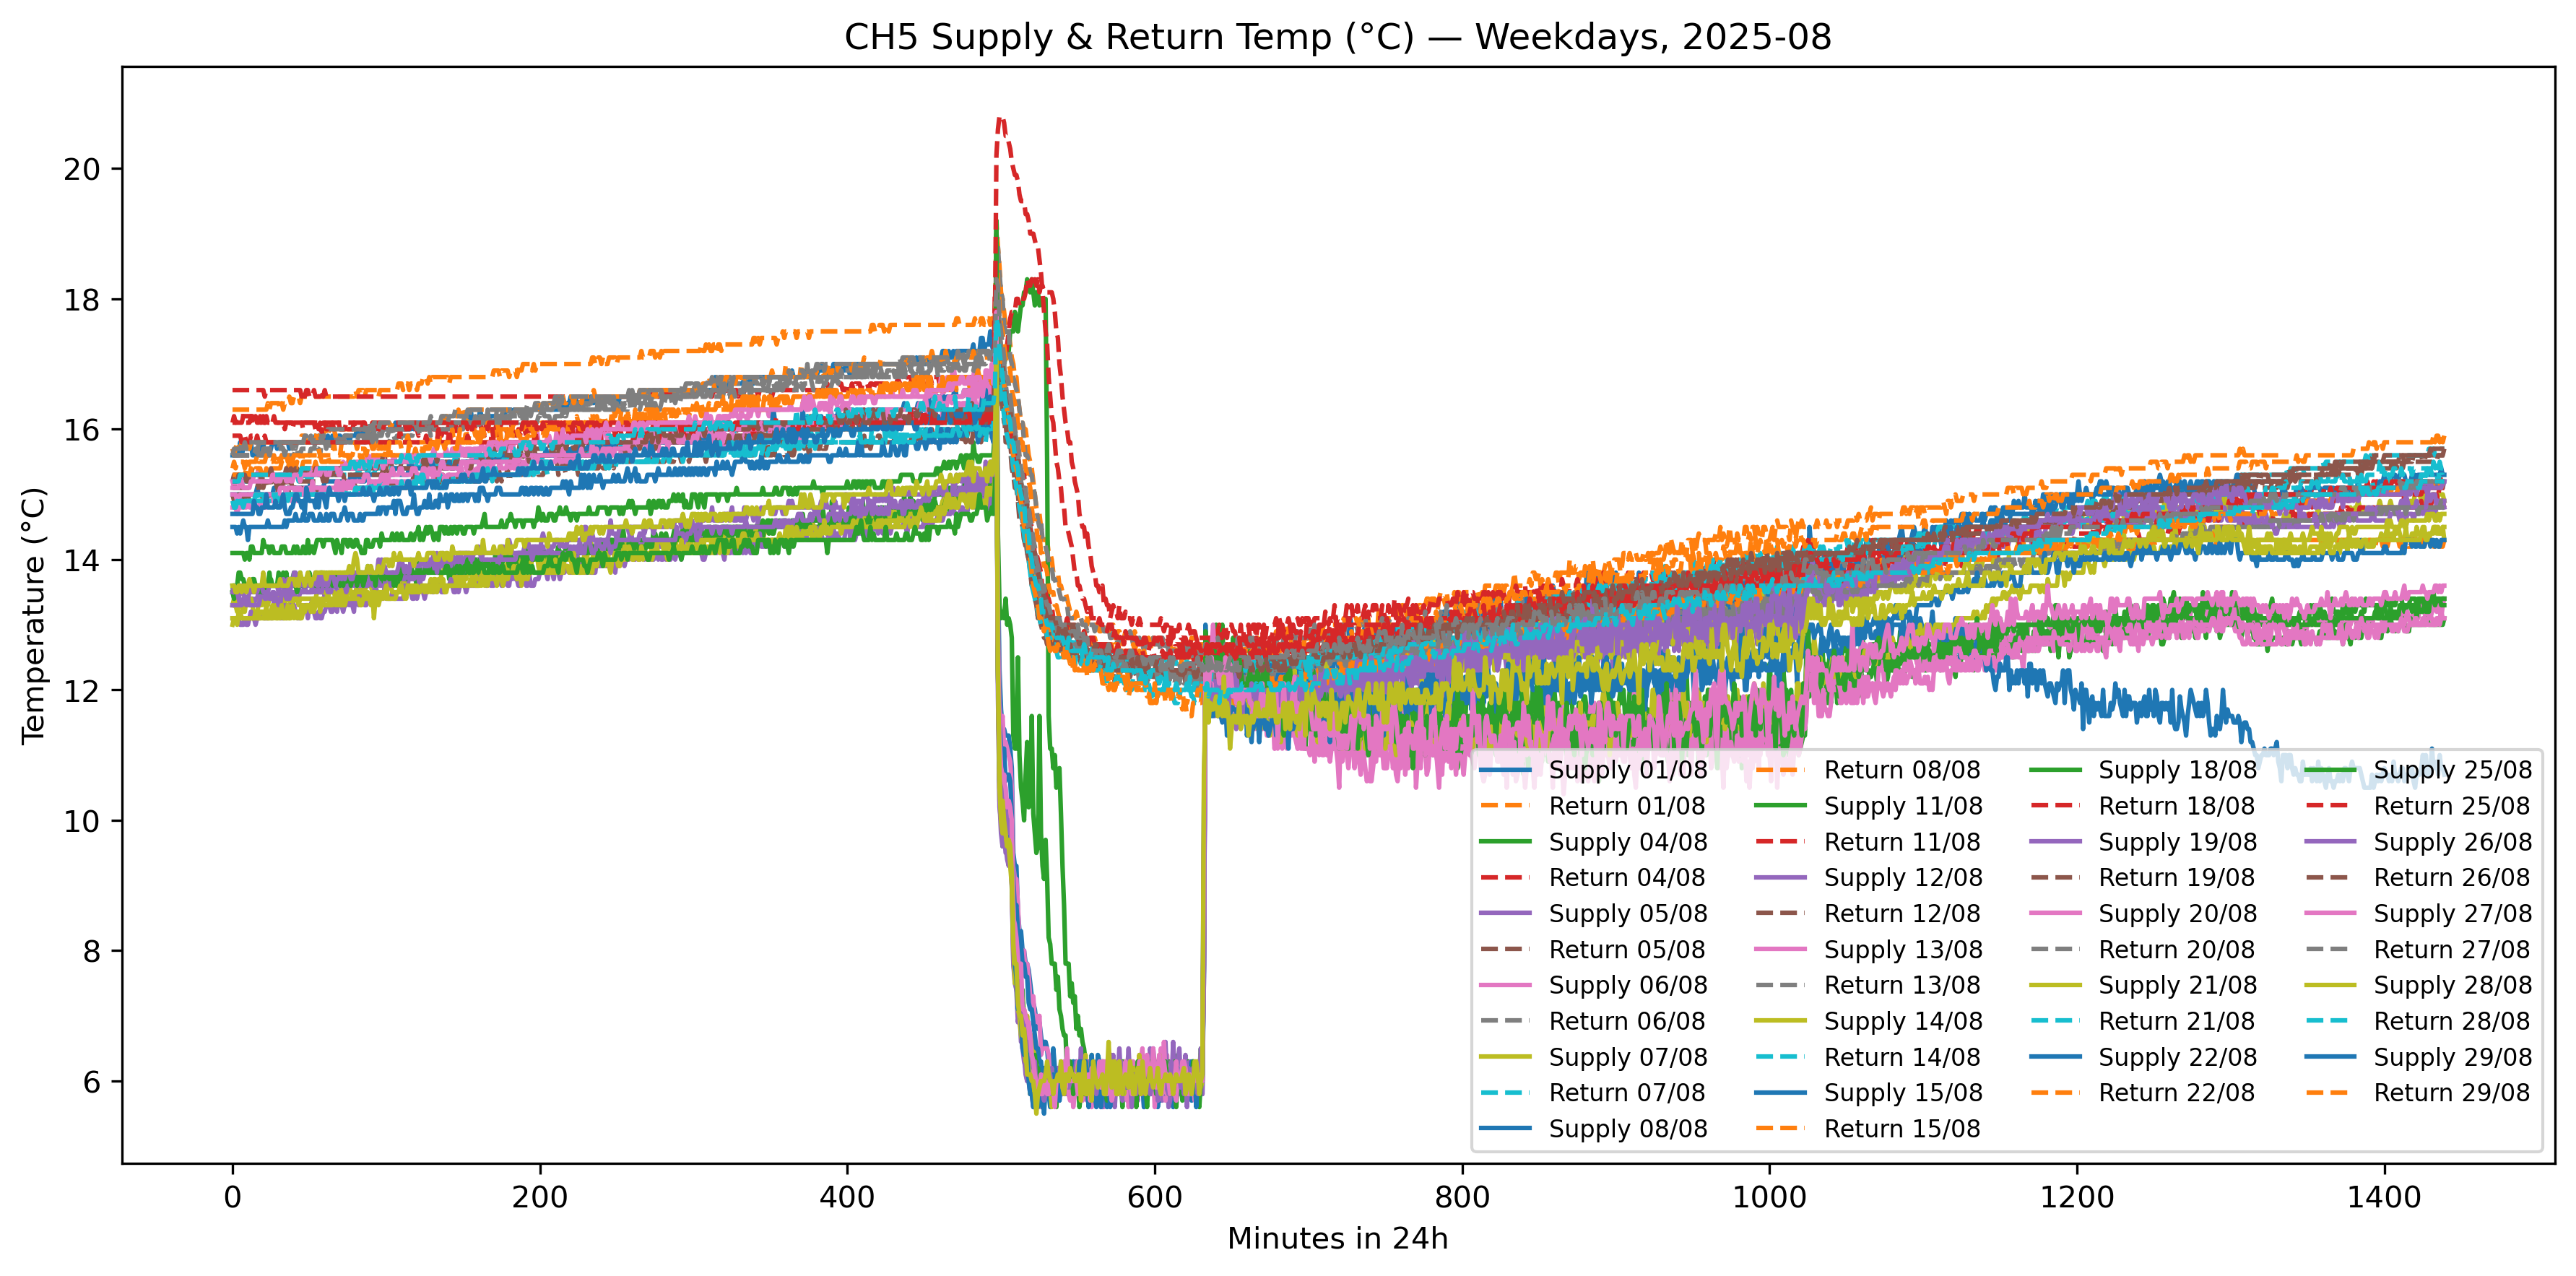 CH5 Supply & Return Temp (°C) — Weekdays, 2025-08
Temperature (°C)
20
18
16
14
12
10
8
6
0 200 400 600 800 1000 1200 1400
Minutes in 24h
Supply 01/08
Return 01/08
Supply 04/08
Return 04/08
Supply 05/08
Return 05/08
Supply 06/08
Return 06/08
Supply 07/08
Return 07/08
Supply 08/08
Return 08/08
Supply 11/08
Return 11/08
Supply 12/08
Return 12/08
Supply 13/08
Return 13/08
Supply 14/08
Return 14/08
Supply 15/08
Return 15/08
Supply 18/08
Return 18/08
Supply 19/08
Return 19/08
Supply 20/08
Return 20/08
Supply 21/08
Return 21/08
Supply 22/08
Return 22/08
Supply 25/08
Return 25/08
Supply 26/08
Return 26/08
Supply 27/08
Return 27/08
Supply 28/08
Return 28/08
Supply 29/08
Return 29/08